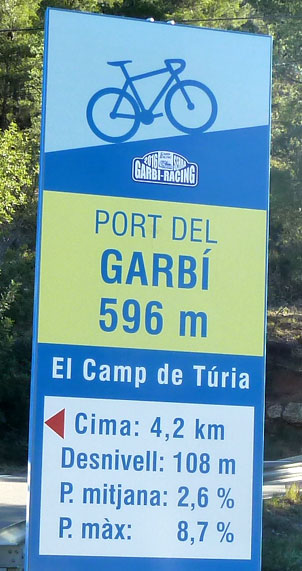 GARBI-RACING
PORT DEL
GARBÍ
596 m
El Camp de Túria
Cima: 4,2 km
Desnivell: 108 m
P. mitjana: 2,6 %
P. màx: 8,7 %